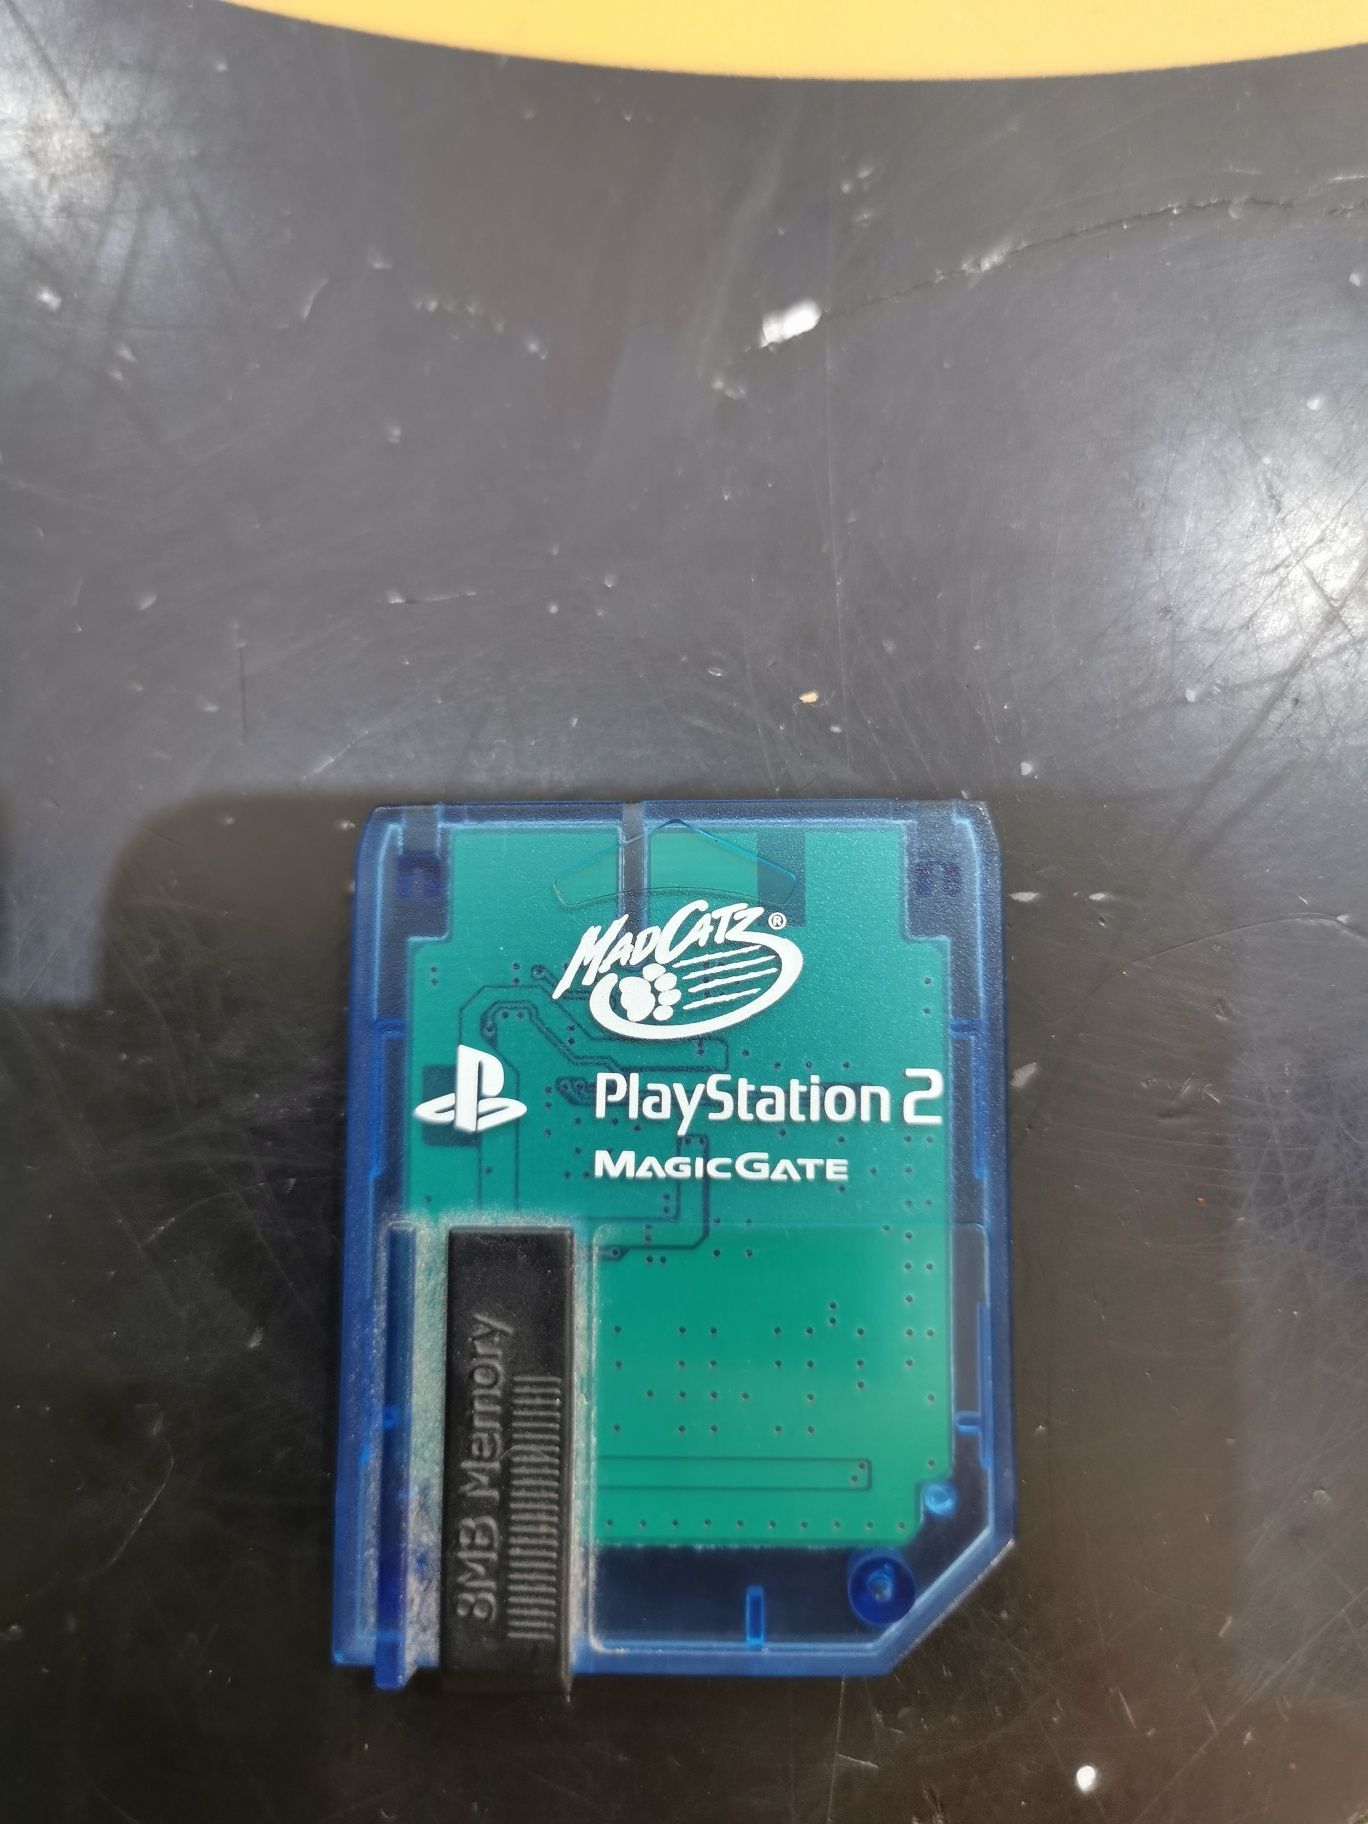 MADCATZ®
PlayStation 2
MAGICGATE
8MB Memory